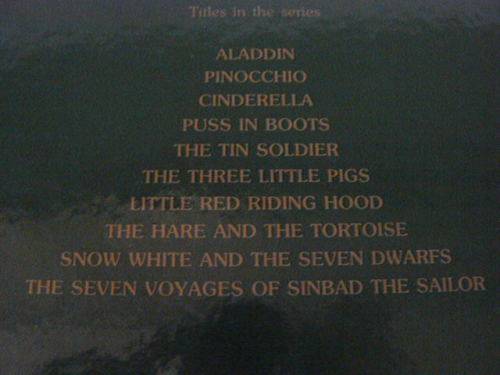 Titles in the series
ALADDIN
PINOCCHIO
CINDERELLA
PUSS IN BOOTS
THE TIN SOLDIER
THE THREE LITTLE PIGS
LITTLE RED RIDING HOOD
THE HARE AND THE TORTOISE
SNOW WHITE AND THE SEVEN DWARFS
THE SEVEN VOYAGES OF SINBAD THE SAILOR